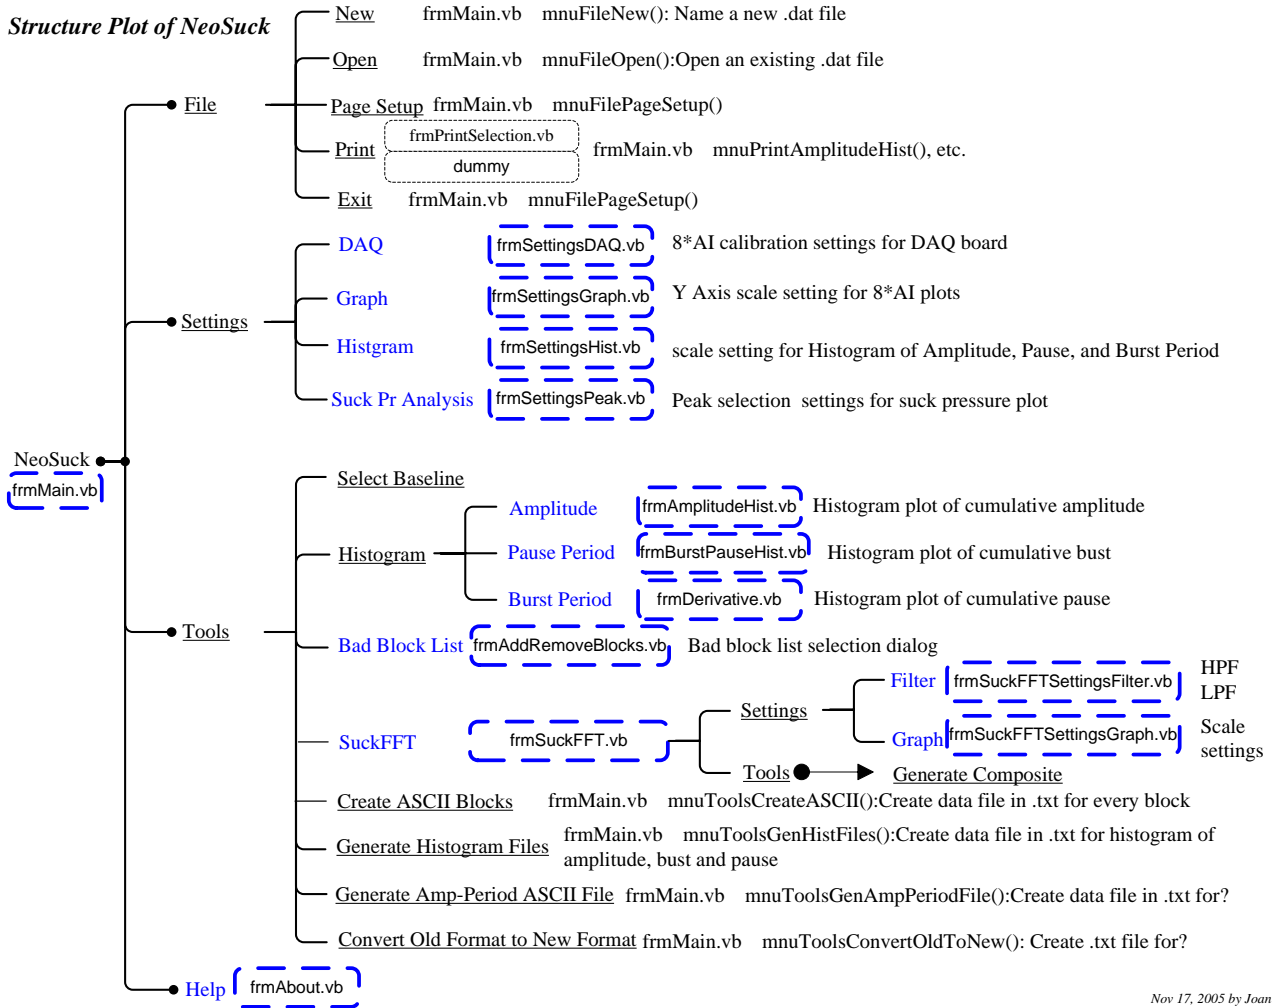 Structure Plot of NeoSuck
New frmMain.vb mnuFileNew(): Name a new .dat file
Open frmMain.vb mnuFileOpen():Open an existing .dat file
File
Page Setup frmMain.vb mnuFilePageSetup()
frmPrintSelection.vb
Print frmMain.vb mnuPrintAmplitudeHist(), etc.
dummy
Exit frmMain.vb mnuFilePageSetup()
DAQ frmSettingsDAQ.vb 8*AI calibration settings for DAQ board
Graph frmSettingsGraph.vb Y Axis scale setting for 8*AI plots
Settings
Histgram frmSettingsHist.vb scale setting for Histogram of Amplitude, Pause, and Burst Period
Suck Pr Analysis frmSettingsPeak.vb Peak selection settings for suck pressure plot
NeoSuck
frmMain.vb
Select Baseline
Amplitude frmAmplitudeHist.vb Histogram plot of cumulative amplitude
Histogram
Pause Period frmBurstPauseHist.vb Histogram plot of cumulative bust
Burst Period frmDerivative.vb Histogram plot of cumulative pause
Tools
Bad Block List frmAddRemoveBlocks.vb Bad block list selection dialog
Filter frmSuckFFTSettingsFilter.vb HPF
LPF
Settings
SuckFFT frmSuckFFT.vb
Graph frmSuckFFTSettingsGraph.vb Scale
settings
Tools Generate Composite
Create ASCII Blocks frmMain.vb mnuToolsCreateASCII():Create data file in .txt for every block
Generate Histogram Files frmMain.vb mnuToolsGenHistFiles():Create data file in .txt for histogram of
amplitude, bust and pause
Generate Amp-Period ASCII File frmMain.vb mnuToolsGenAmpPeriodFile():Create data file in .txt for?
Convert Old Format to New Format frmMain.vb mnuToolsConvertOldToNew(): Create .txt file for?
Help frmAbout.vb
Nov 17, 2005 by Joan